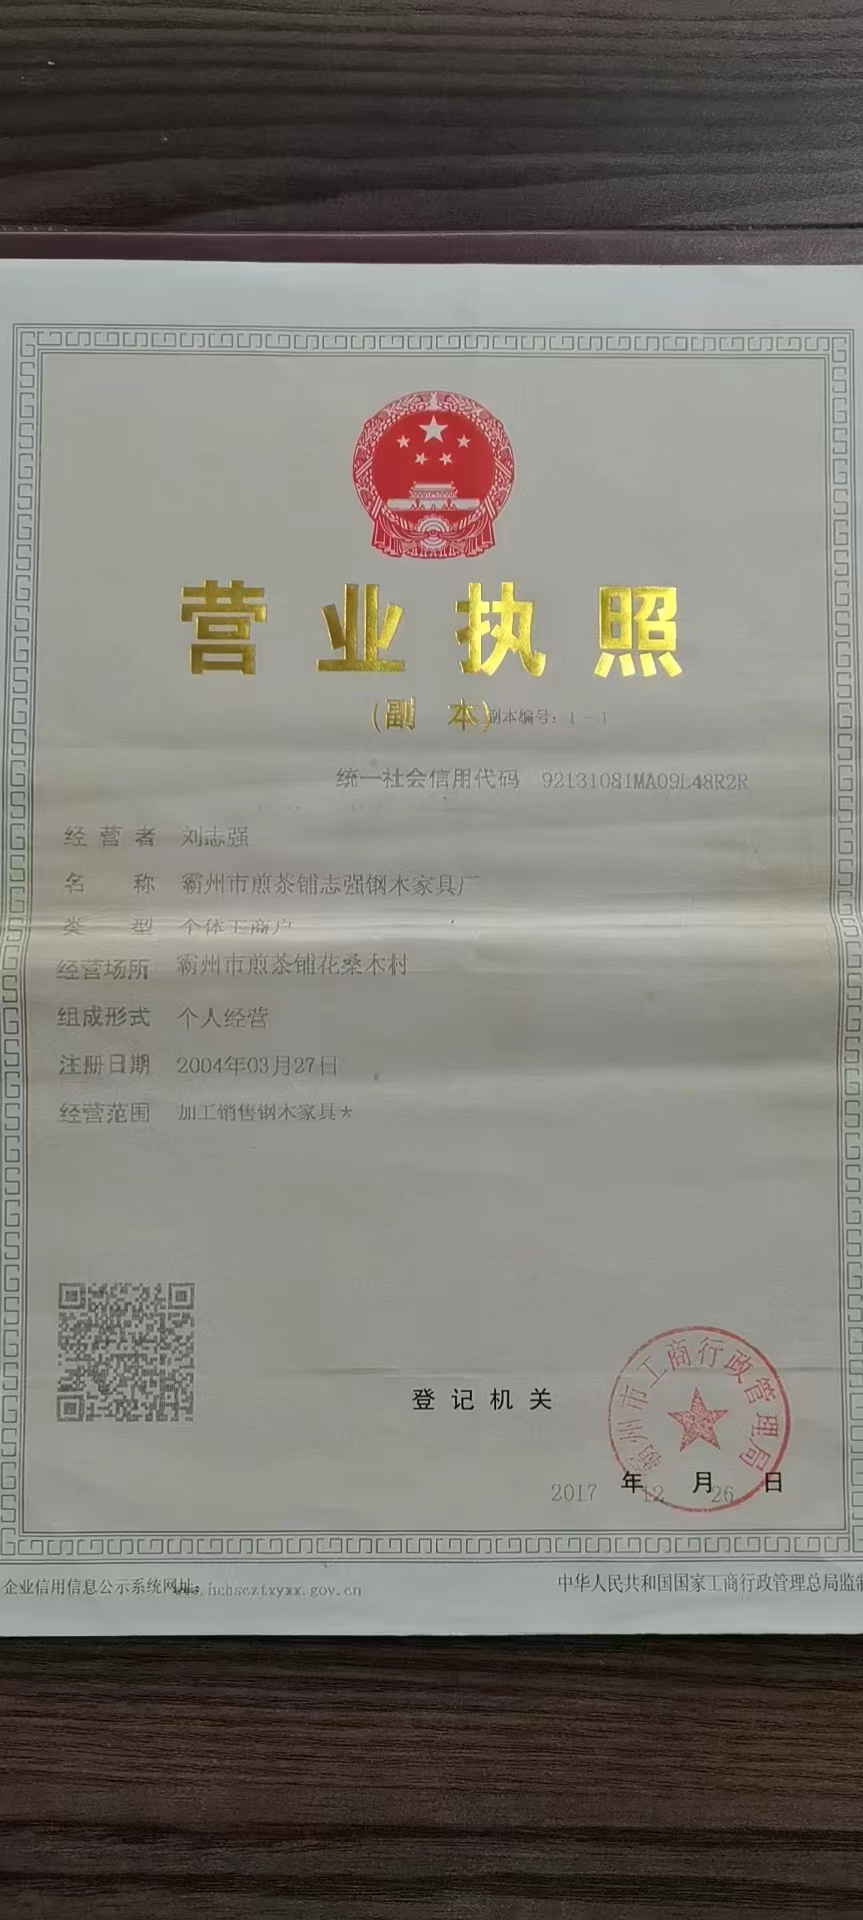 营业执照
(副 本) 副本编号：1－1
统一社会信用代码 92131081MA09L48R2R
经营者 刘志强
名 称 霸州市煎茶铺志强钢木家具厂
类 型 个体工商户
经营场所 霸州市煎茶铺花桑木村
组成形式 个人经营
注册日期 2004年03月27日
经营范围 加工销售钢木家具*
霸州市工商行政管理局
登记机关
2017 年 12 月 26 日
企业信用信息公示系统网址：www.hebscztxyxx.gov.cn
中华人民共和国国家工商行政管理总局监制